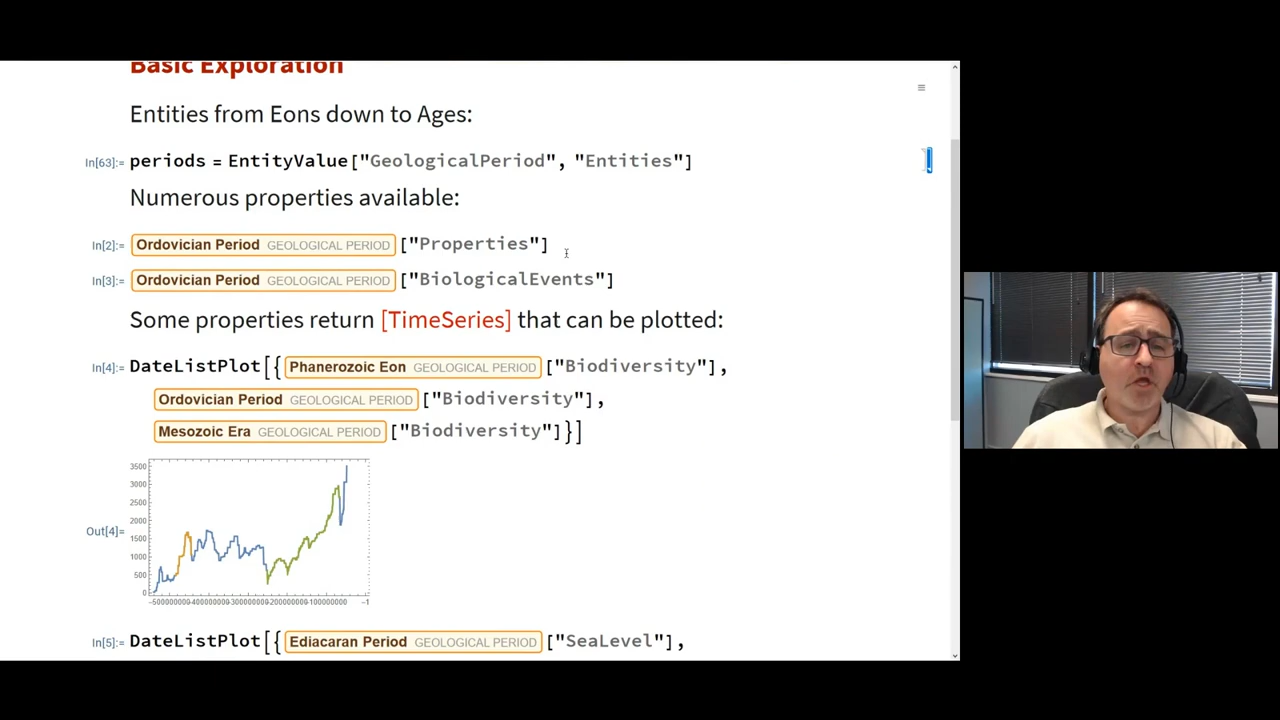 Basic Exploration
Entities from Eons down to Ages:
In[63]:= periods = EntityValue["GeologicalPeriod", "Entities"]
Numerous properties available:
In[2]:= Ordovician Period GEOLOGICAL PERIOD ["Properties"]
In[3]:= Ordovician Period GEOLOGICAL PERIOD ["BiologicalEvents"]
Some properties return [TimeSeries] that can be plotted:
In[4]:= DateListPlot[{ Phanerozoic Eon GEOLOGICAL PERIOD ["Biodiversity"],
Ordovician Period GEOLOGICAL PERIOD ["Biodiversity"],
Mesozoic Era GEOLOGICAL PERIOD ["Biodiversity"]}]
3500
3000
2500
2000
1500
Out[4]=
1000
500
0
-1
In[5]:= DateListPlot[{ Ediacaran Period GEOLOGICAL PERIOD ["SeaLevel"],